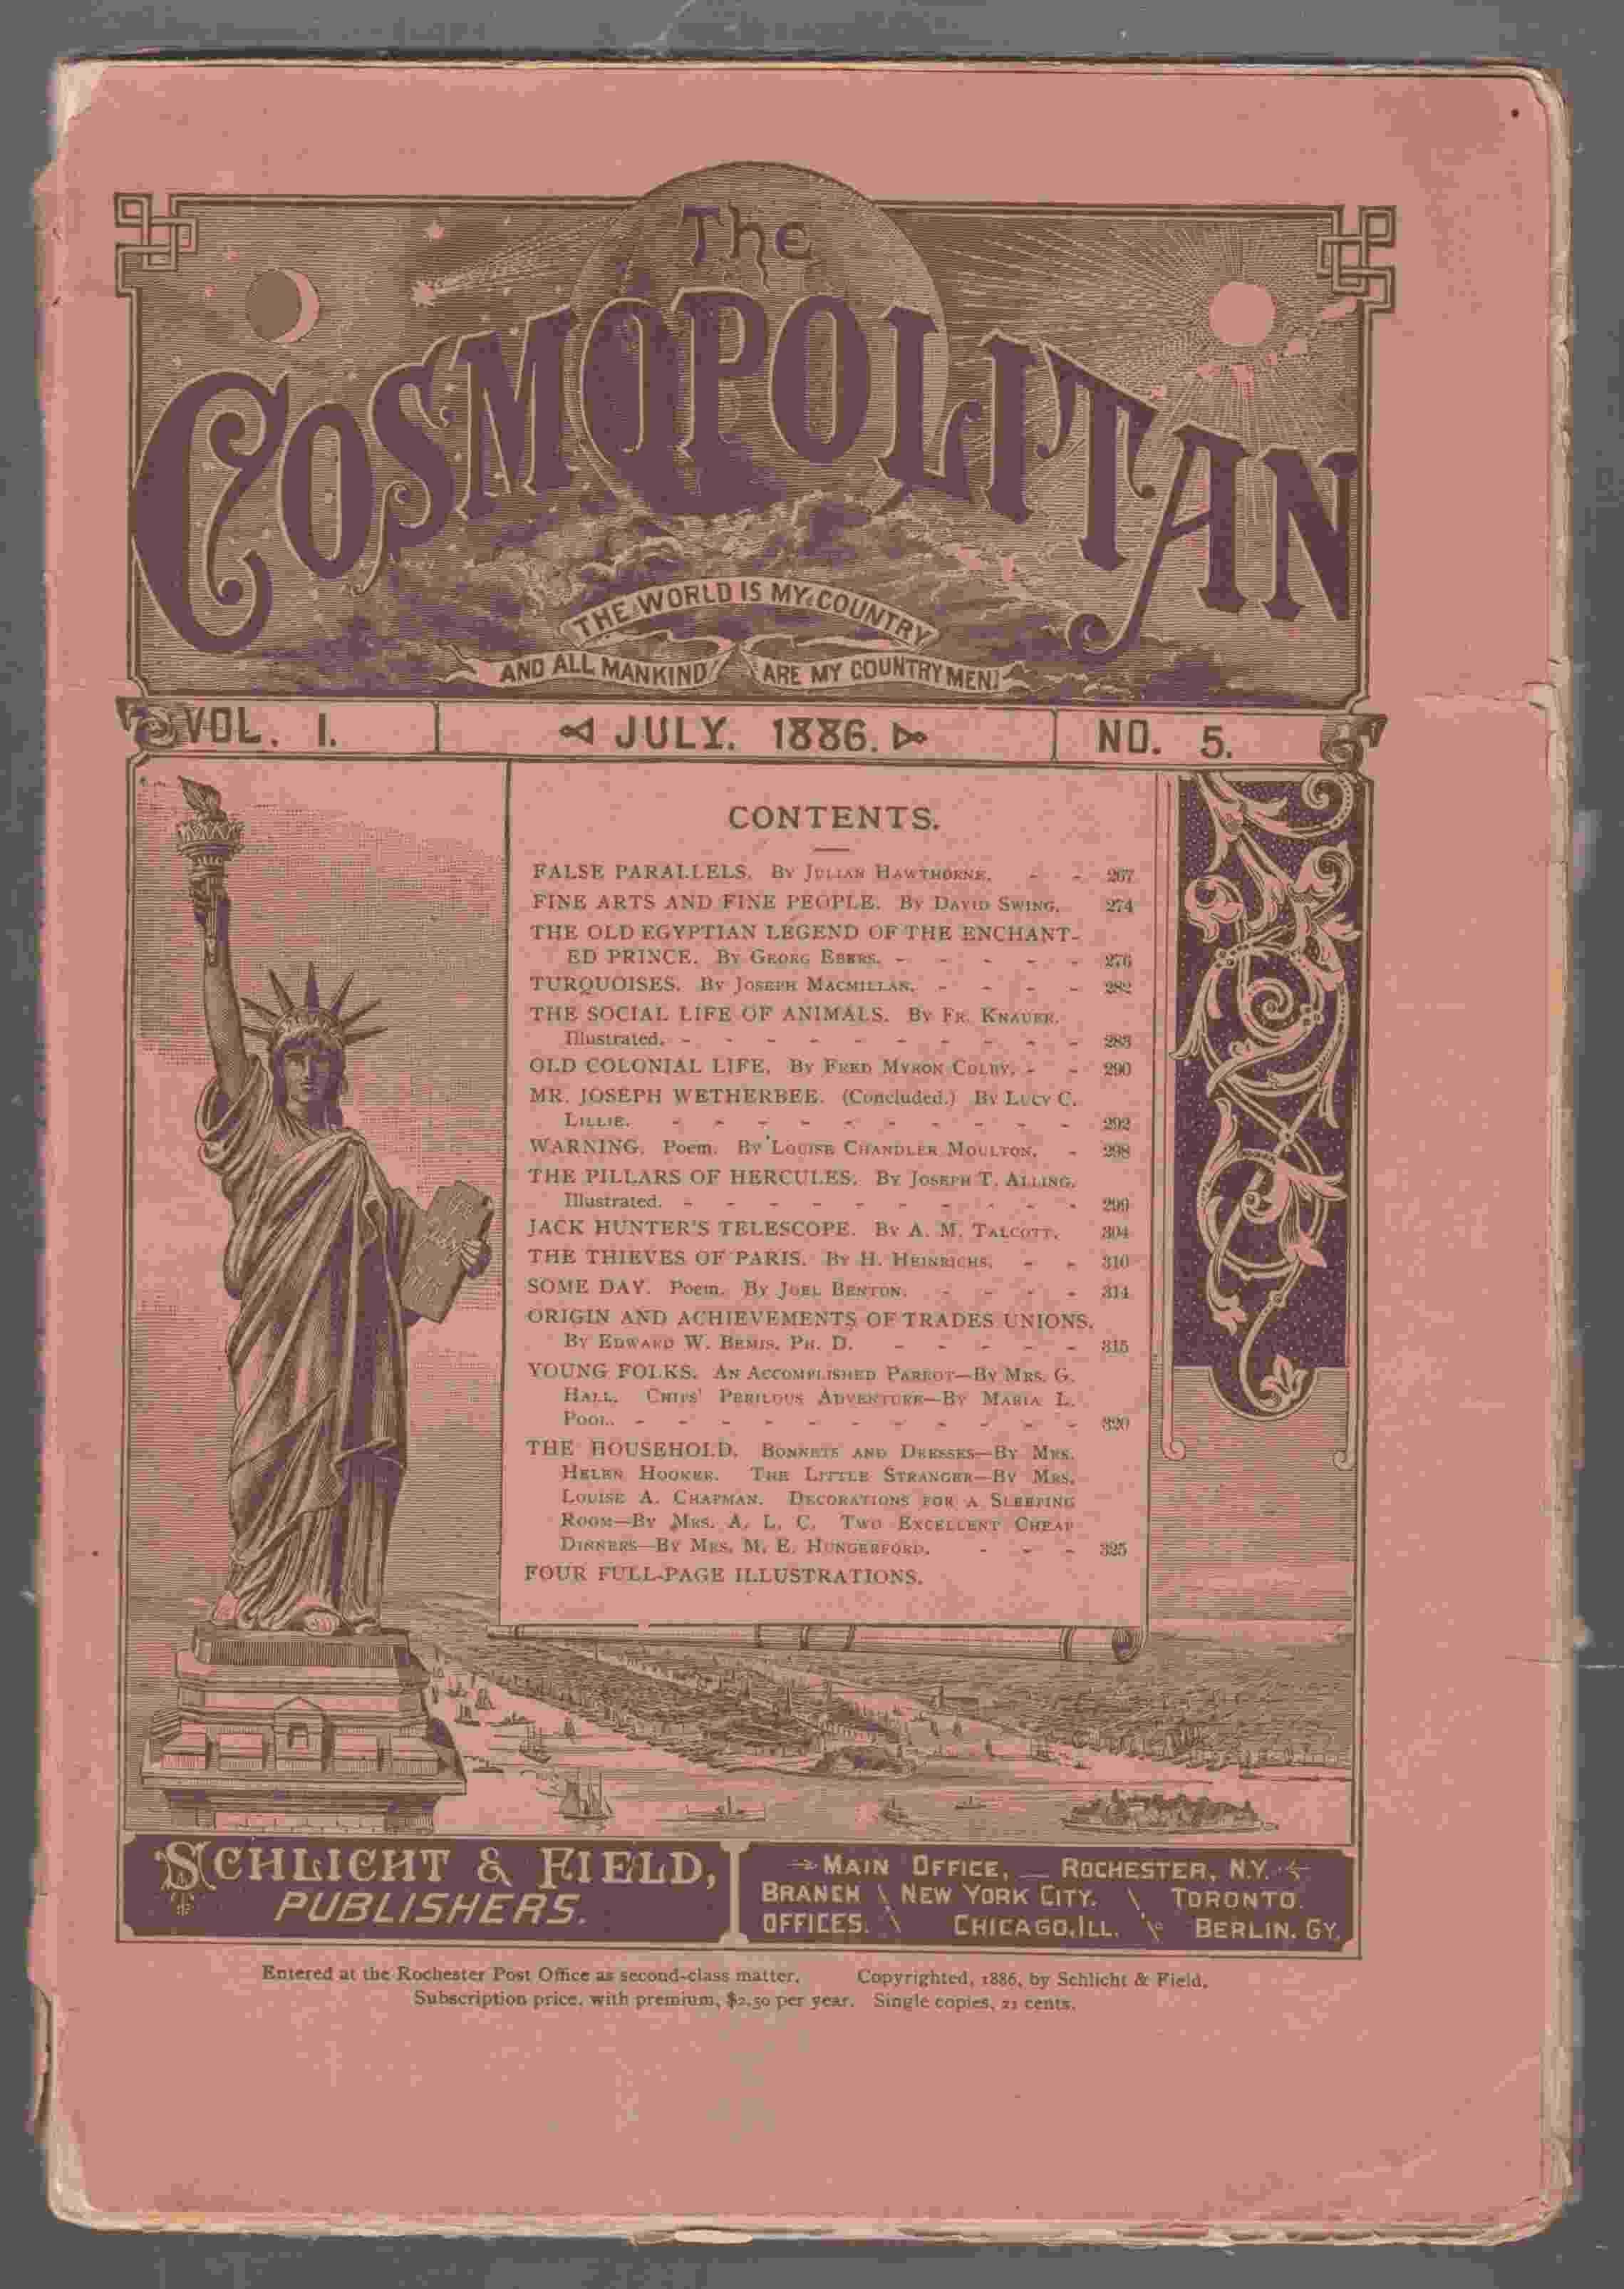 The
COSMOPOLITAN
THE WORLD IS MY COUNTRY
AND ALL MANKIND ARE MY COUNTRYMEN!
VOL. I. JULY. 1886. NO. 5.
CONTENTS.
FALSE PARALLELS. By Julian Hawthorne. - - 267
FINE ARTS AND FINE PEOPLE. By David Swing. 274
THE OLD EGYPTIAN LEGEND OF THE ENCHANT-
ED PRINCE. By Georg Ebers. - - - - - 276
TURQUOISES. By Joseph Macmillan. - - - - 282
THE SOCIAL LIFE OF ANIMALS. By Fr. Knauer.
Illustrated. - - - - - - - - - - 283
OLD COLONIAL LIFE. By Fred Myron Colby. - - 290
MR. JOSEPH WETHERBEE. (Concluded.) By Lucy C.
Lillie. - - - - - - - - - - 292
WARNING. Poem. By Louise Chandler Moulton. - 298
THE PILLARS OF HERCULES. By Joseph T. Alling.
Illustrated. - - - - - - - - - - 299
JACK HUNTER'S TELESCOPE. By A. M. Talcott. 304
THE THIEVES OF PARIS. By H. Heinrichs. - - 310
SOME DAY. Poem. By Joel Benton. - - - - 314
ORIGIN AND ACHIEVEMENTS OF TRADES UNIONS.
By Edward W. Bemis, Ph. D. - - - - - 315
YOUNG FOLKS. An Accomplished Parrot—By Mrs. G.
Hall. Chips' Perilous Adventure—By Maria L.
Pool. - - - - - - - - - - - 320
THE HOUSEHOLD. Bonnets and Dresses—By Mrs.
Helen Hooker. The Little Stranger—By Mrs.
Louise A. Chapman. Decorations for a Sleeping
Room—By Mrs. A. L. C. Two Excellent Cheap
Dinners—By Mrs. M. E. Hungerford. - - - 325
FOUR FULL-PAGE ILLUSTRATIONS.
SCHLICHT & FIELD,
PUBLISHERS.
MAIN OFFICE, — ROCHESTER, N.Y.
BRANCH NEW YORK CITY. TORONTO.
OFFICES. CHICAGO, ILL. BERLIN. GY.
Entered at the Rochester Post Office as second-class matter. Copyrighted, 1886, by Schlicht & Field.
Subscription price, with premium, $2.50 per year. Single copies, 21 cents.